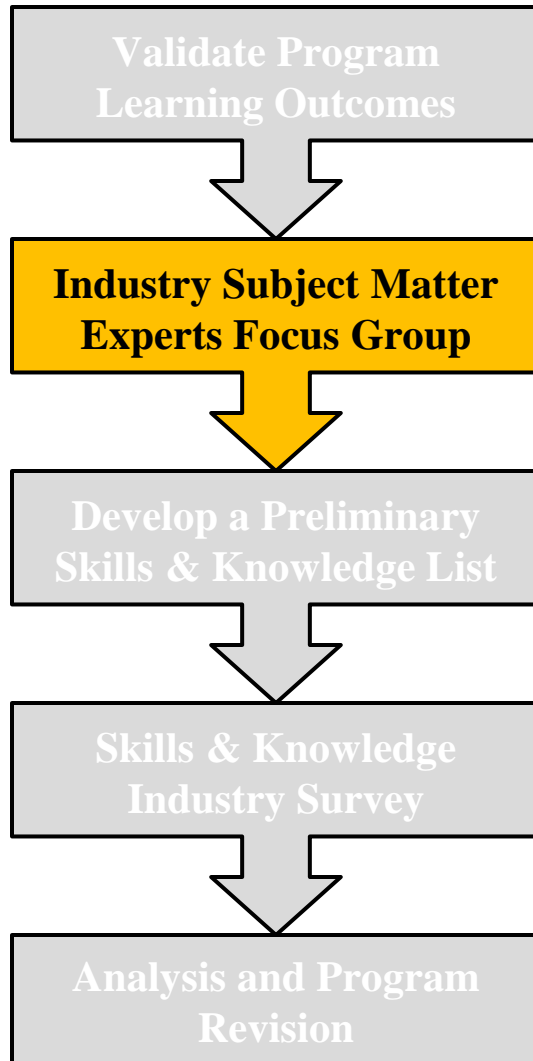 Validate Program
Learning Outcomes
Industry Subject Matter
Experts Focus Group
Develop a Preliminary
Skills & Knowledge List
Skills & Knowledge
Industry Survey
Analysis and Program
Revision